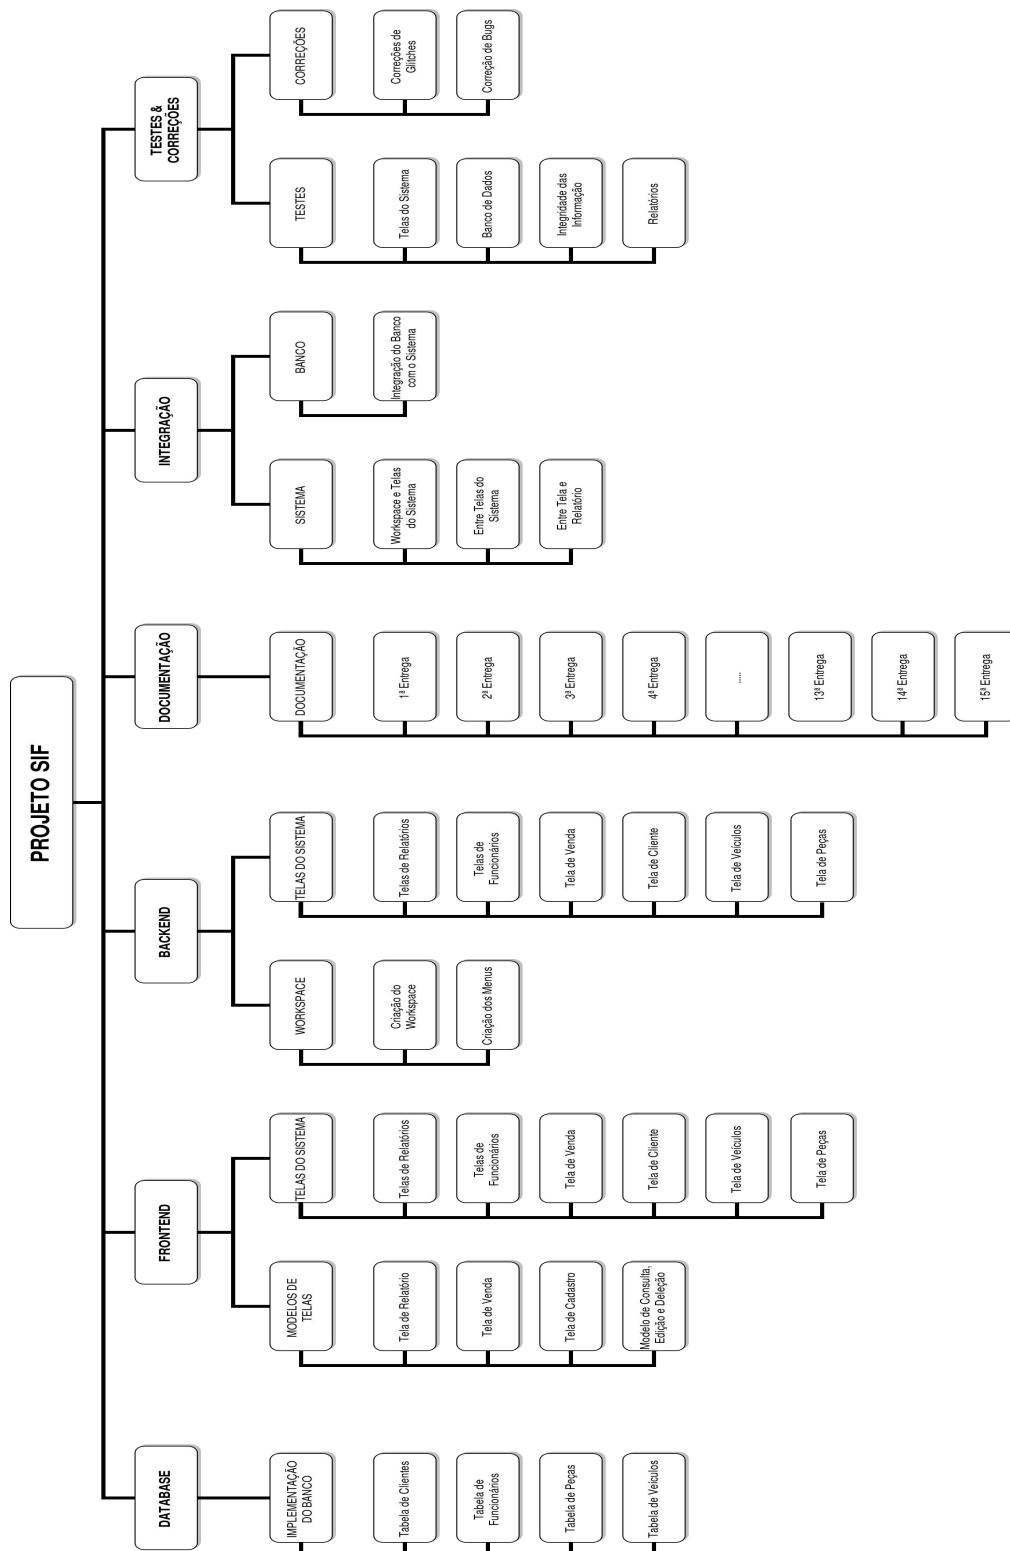 PROJETO SIF
DATABASE
IMPLEMENTAÇÃO
DO BANCO
Tabela de Clientes
Tabela de
Funcionários
Tabela de Peças
Tabela de Veículos
FRONTEND
MODELOS DE
TELAS
Tela de Relatório
Tela de Venda
Tela de Cadastro
Modelo de Consulta,
Edição e Deleção
TELAS DO SISTEMA
Telas de Relatórios
Telas de
Funcionários
Tela de Venda
Tela de Cliente
Tela de Veículos
Tela de Peças
BACKEND
WORKSPACE
Criação do
Workspace
Criação dos Menus
TELAS DO SISTEMA
Telas de Relatórios
Telas de
Funcionários
Tela de Venda
Tela de Cliente
Tela de Veículos
Tela de Peças
DOCUMENTAÇÃO
DOCUMENTAÇÃO
1ª Entrega
2ª Entrega
3ª Entrega
4ª Entrega
.....
13ª Entrega
14ª Entrega
15ª Entrega
INTEGRAÇÃO
SISTEMA
Workspace e Telas
do Sistema
Entre Telas do
Sistema
Entre Tela e
Relatório
BANCO
Integração do Banco
com o Sistema
TESTES &
CORREÇÕES
TESTES
Telas do Sistema
Banco de Dados
Integridade das
Informação
Relatórios
CORREÇÕES
Correções de
Glitches
Correção de Bugs